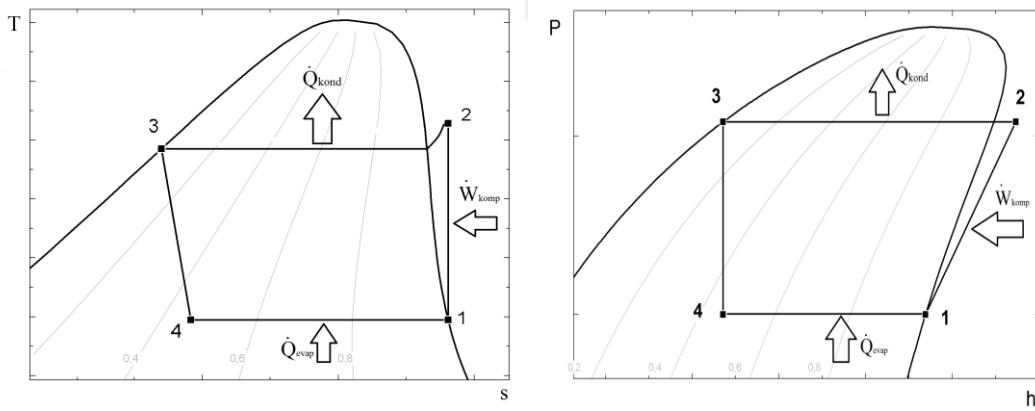 T
Q̇kond
3
2
Ẇkomp
4
1
Q̇evap
0,4
0,6
0,8
s
P
Q̇kond
3
2
Ẇkomp
4
1
Q̇evap
0,2
0,4
0,6
0,8
h